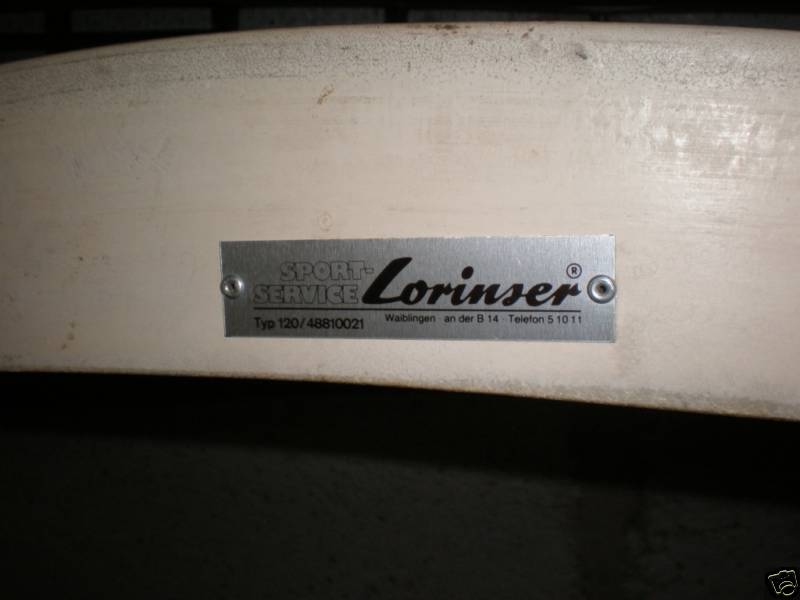 SPORT-
SERVICE Lorinser ®
Typ 120/48810021 Waiblingen · an der B 14 · Telefon 5 10 11